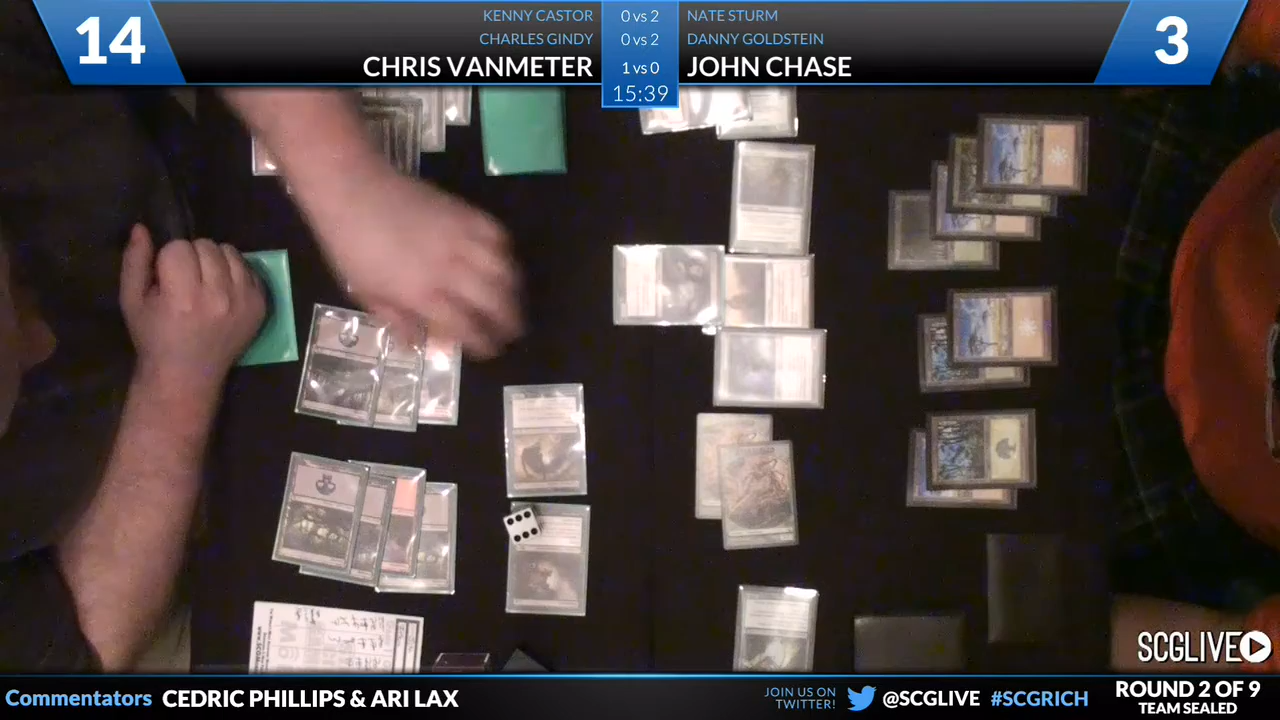 14
KENNY CASTOR 0 vs 2 NATE STURM
CHARLES GINDY 0 vs 2 DANNY GOLDSTEIN
CHRIS VANMETER 1 vs 0 JOHN CHASE
15:39
3
SCGLIVE
Commentators CEDRIC PHILLIPS & ARI LAX
JOIN US ON
TWITTER!
@SCGLIVE #SCGRICH
ROUND 2 OF 9
TEAM SEALED